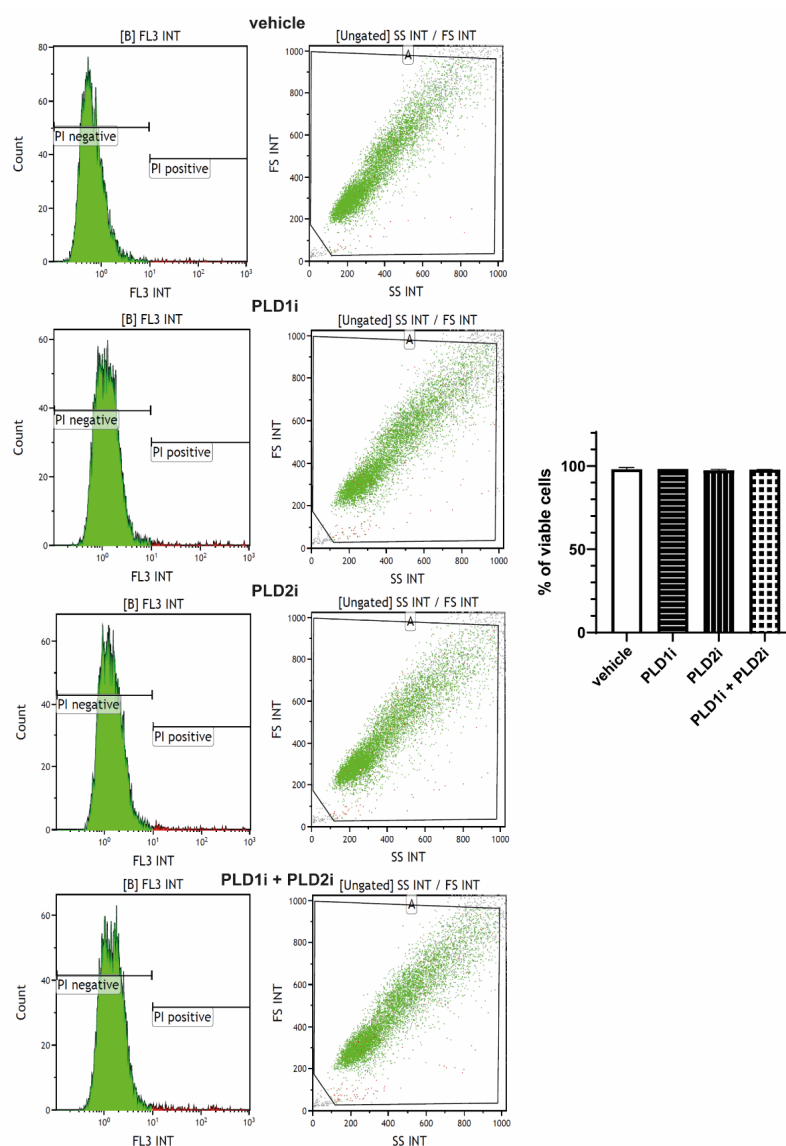 vehicle
[B] FL3 INT
80
60
40
20
0
Count
PI negative
PI positive
10⁰ 10¹ 10² 10³
FL3 INT
[Ungated] SS INT / FS INT
A
1000
800
600
400
200
0
FS INT
0 200 400 600 800 1000
SS INT
PLD1i
[B] FL3 INT
60
40
20
0
Count
PI negative
PI positive
10⁰ 10¹ 10² 10³
FL3 INT
[Ungated] SS INT / FS INT
A
1000
800
600
400
200
0
FS INT
0 200 400 600 800 1000
SS INT
PLD2i
[B] FL3 INT
60
40
20
0
Count
PI negative
PI positive
10⁰ 10¹ 10² 10³
FL3 INT
[Ungated] SS INT / FS INT
A
1000
800
600
400
200
0
FS INT
0 200 400 600 800 1000
SS INT
PLD1i + PLD2i
[B] FL3 INT
60
40
20
0
Count
PI negative
PI positive
10⁰ 10¹ 10² 10³
FL3 INT
[Ungated] SS INT / FS INT
A
1000
800
600
400
200
0
FS INT
0 200 400 600 800 1000
SS INT
% of viable cells
100
50
0
vehicle
PLD1i
PLD2i
PLD1i + PLD2i